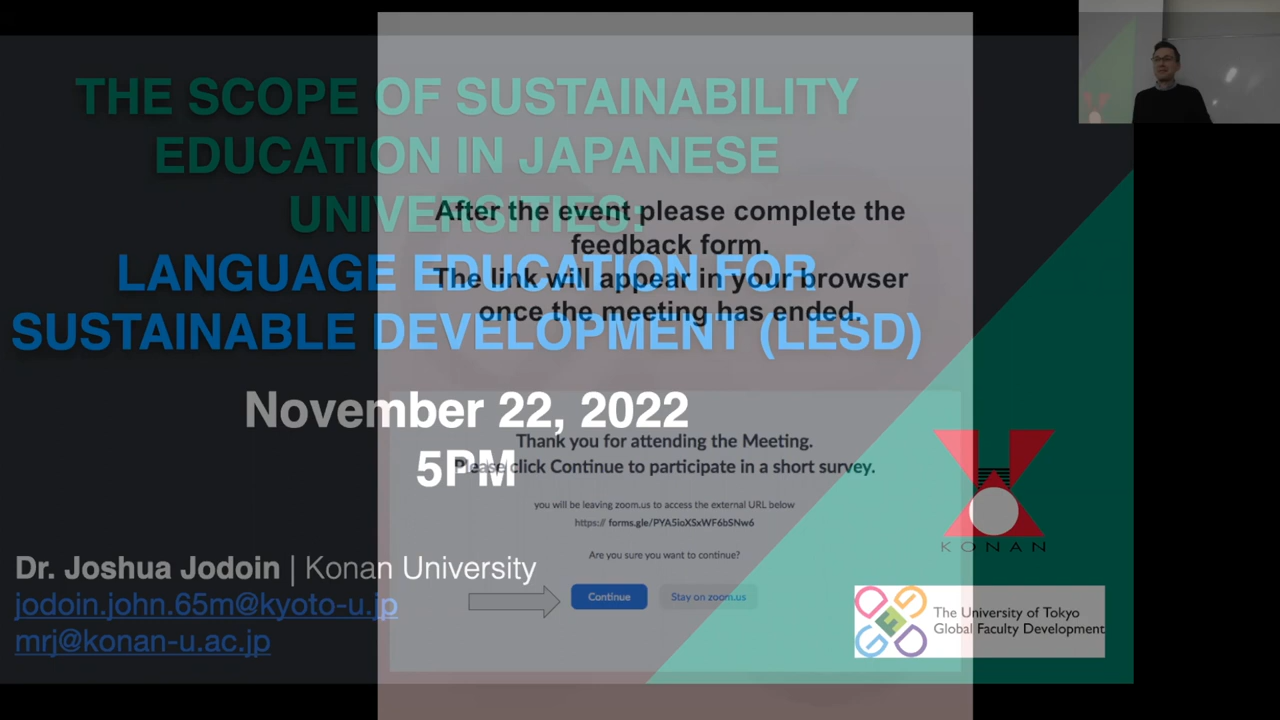 THE SCOPE OF SUSTAINABILITY
EDUCATION IN JAPANESE
UNIVERSITIES:
LANGUAGE EDUCATION FOR
SUSTAINABLE DEVELOPMENT (LESD)
November 22, 2022
5PM
Dr. Joshua Jodoin | Konan University
jodoin.john.65m@kyoto-u.jp
mrj@konan-u.ac.jp
After the event please complete the
feedback form.
The link will appear in your browser
once the meeting has ended.
Thank you for attending the Meeting.
Please click Continue to participate in a short survey.
you will be leaving zoom.us to access the external URL below
https:// forms.gle/PYA5ioXSxWF6bSNw6
Are you sure you want to continue?
Continue
Stay on zoom.us
KONAN
GFD
The University of Tokyo
Global Faculty Development